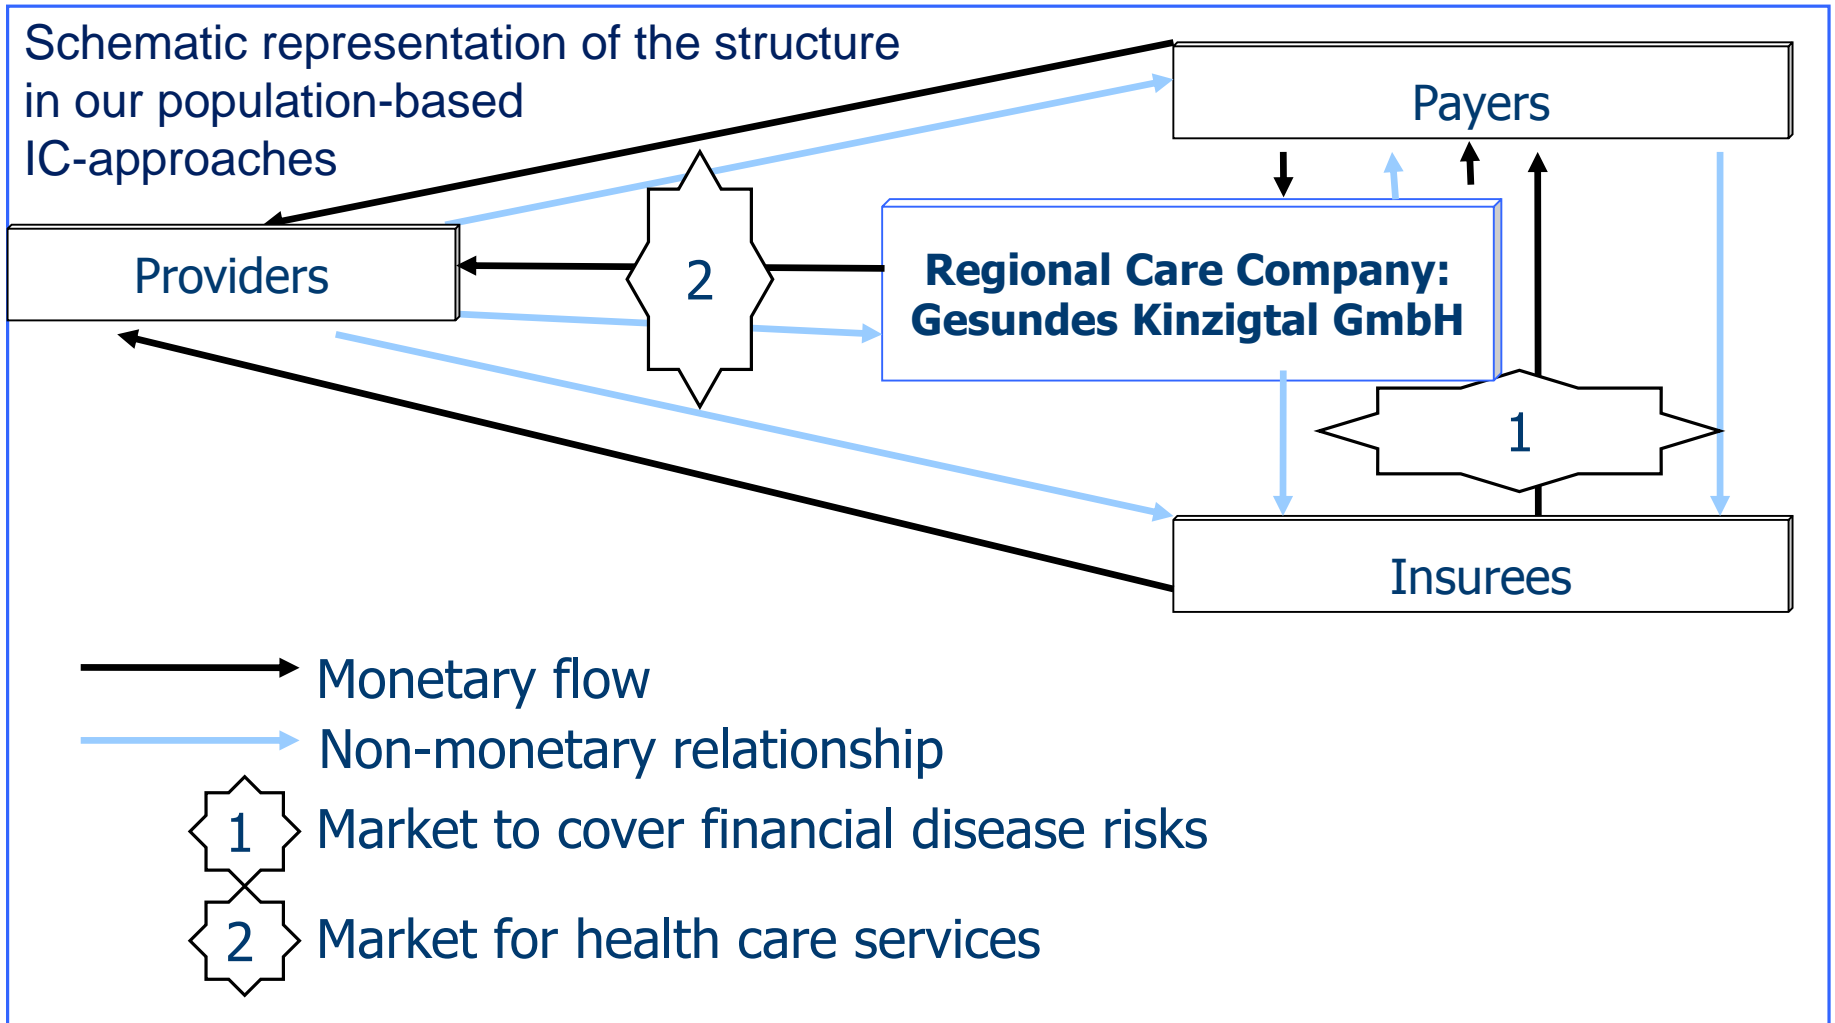 Schematic representation of the structure
in our population-based
IC-approaches
Payers
Providers
2
Regional Care Company:
Gesundes Kinzigtal GmbH
1
Insurees
Monetary flow
Non-monetary relationship
1 Market to cover financial disease risks
2 Market for health care services